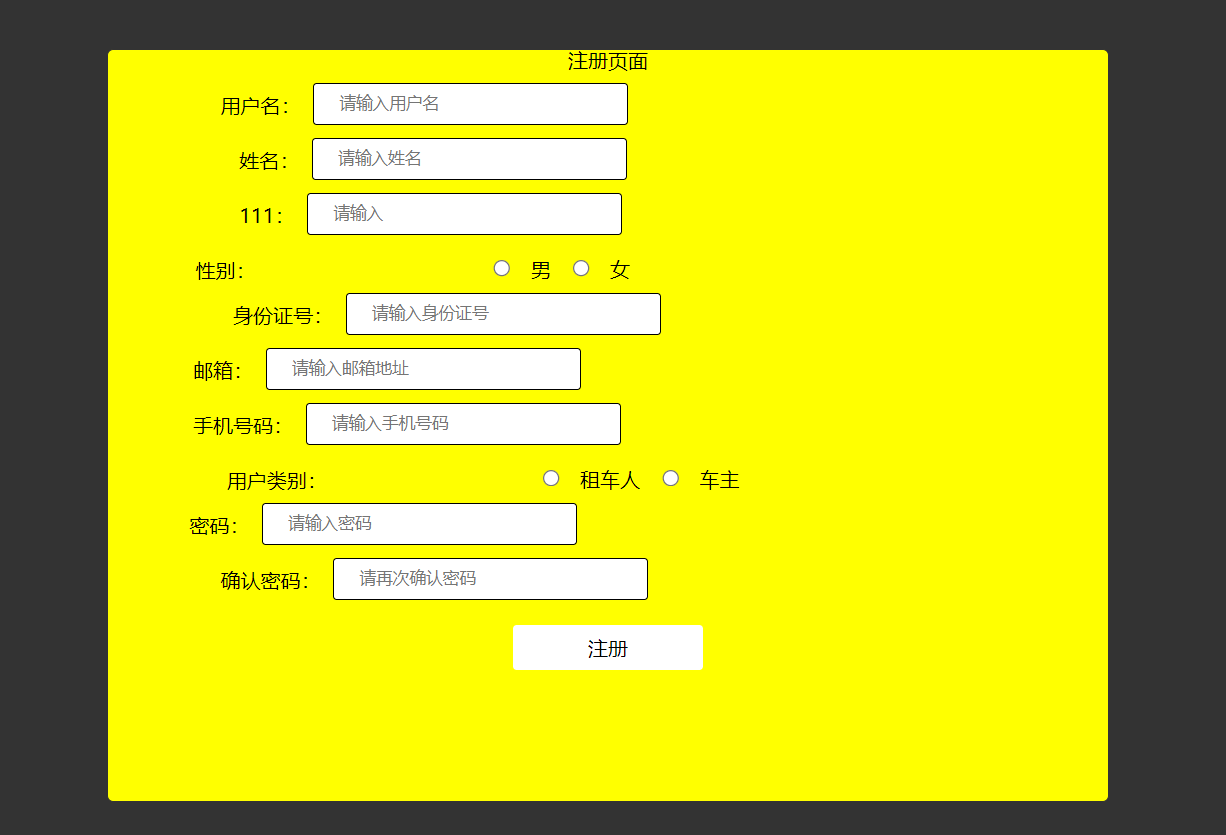 注册页面
用户名： 请输入用户名
姓名： 请输入姓名
111： 请输入
性别： 男 女
身份证号： 请输入身份证号
邮箱： 请输入邮箱地址
手机号码： 请输入手机号码
用户类别： 租车人 车主
密码： 请输入密码
确认密码： 请再次确认密码
注册